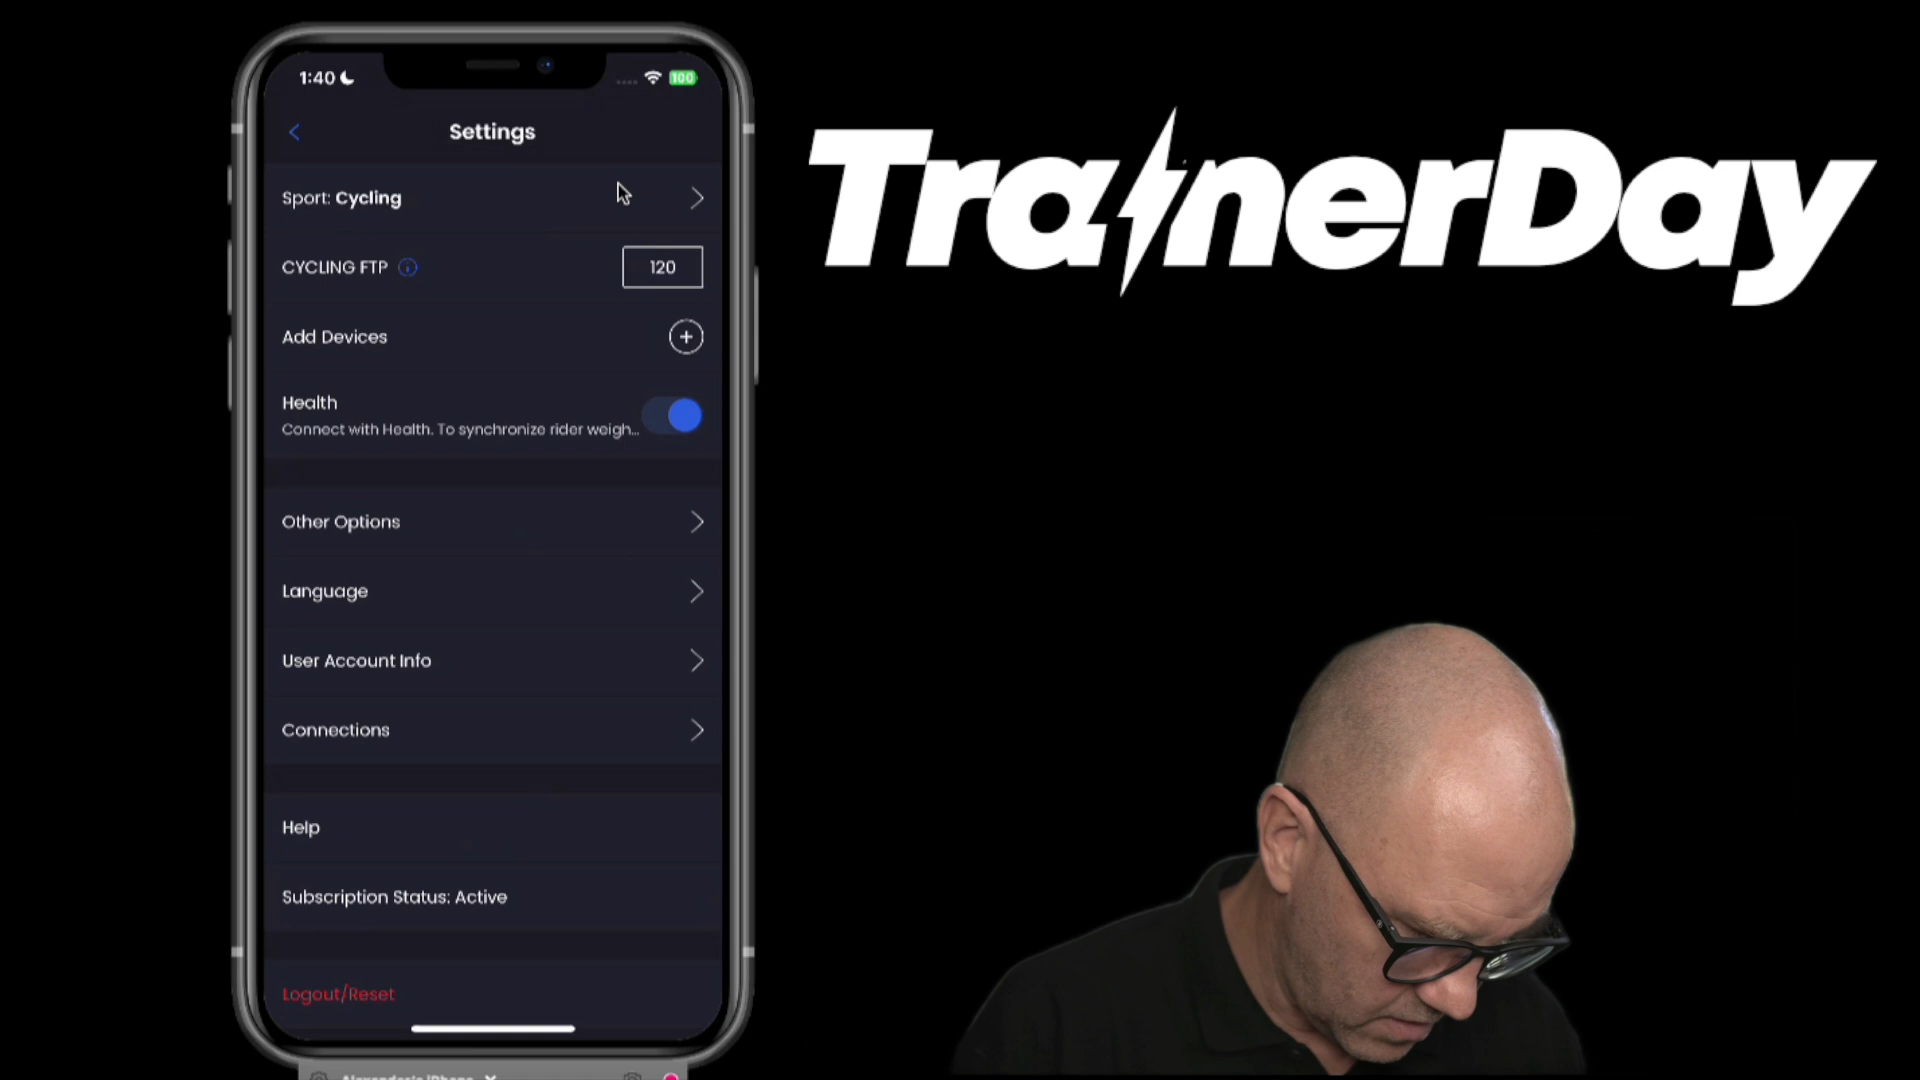 1:40
100
Settings
Sport: Cycling
CYCLING FTP
120
Add Devices
Health
Connect with Health. To synchronize rider weigh...
Other Options
Language
User Account Info
Connections
Help
Subscription Status: Active
Logout/Reset
TrainerDay